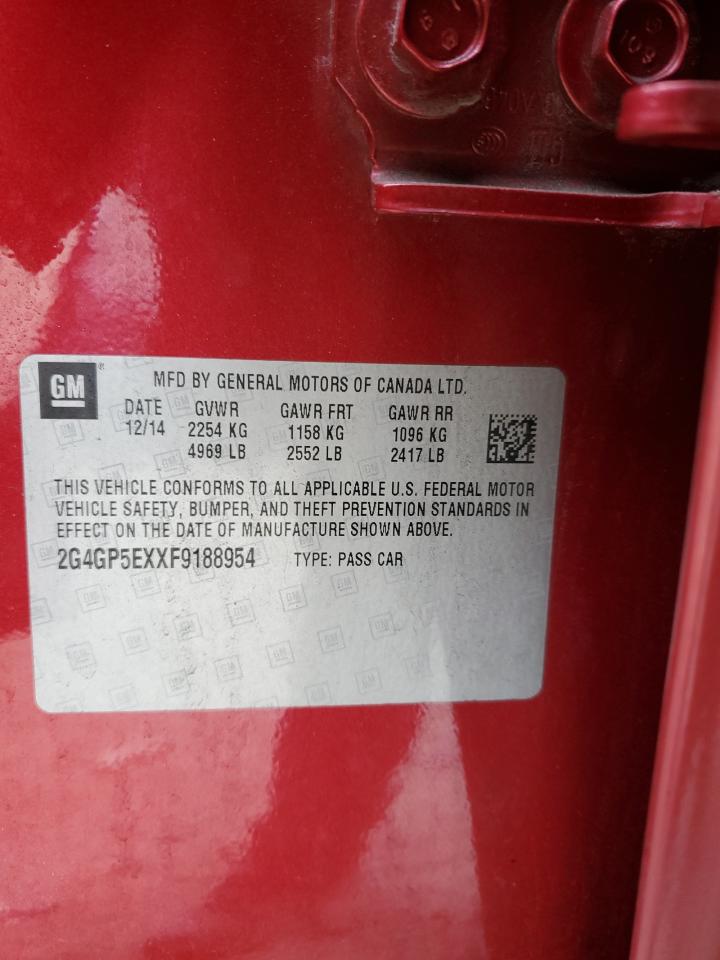 109
GM
MFD BY GENERAL MOTORS OF CANADA LTD.
DATE GVWR GAWR FRT GAWR RR
12/14 2254 KG 1158 KG 1096 KG
4969 LB 2552 LB 2417 LB
THIS VEHICLE CONFORMS TO ALL APPLICABLE U.S. FEDERAL MOTOR
VEHICLE SAFETY, BUMPER, AND THEFT PREVENTION STANDARDS IN
EFFECT ON THE DATE OF MANUFACTURE SHOWN ABOVE.
2G4GP5EXXF9188954 TYPE: PASS CAR